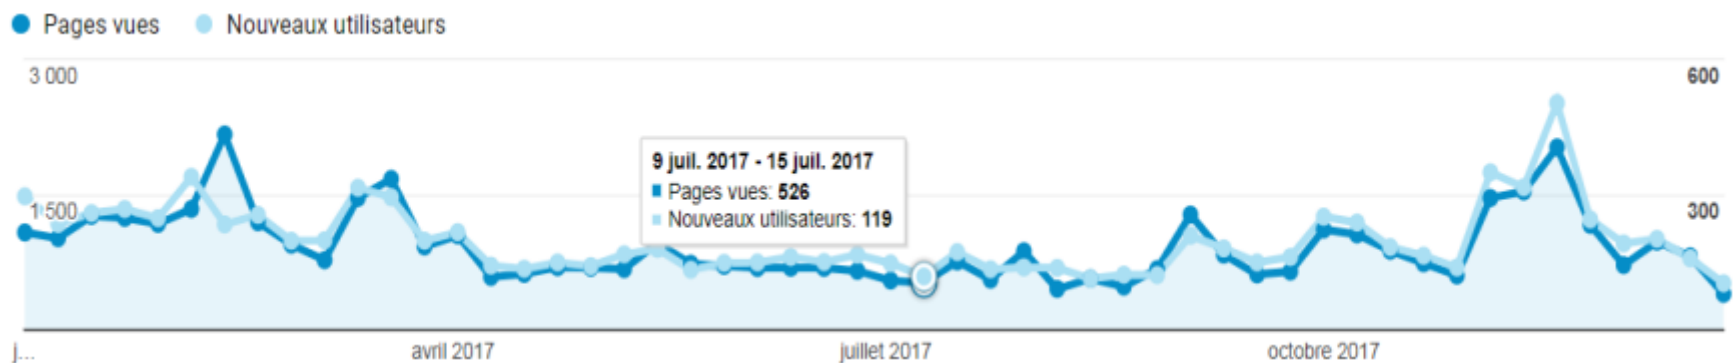 Pages vues Nouveaux utilisateurs
3 000 600
9 juil. 2017 - 15 juil. 2017
Pages vues: 526
Nouveaux utilisateurs: 119
1 500 300
j... avril 2017 juillet 2017 octobre 2017